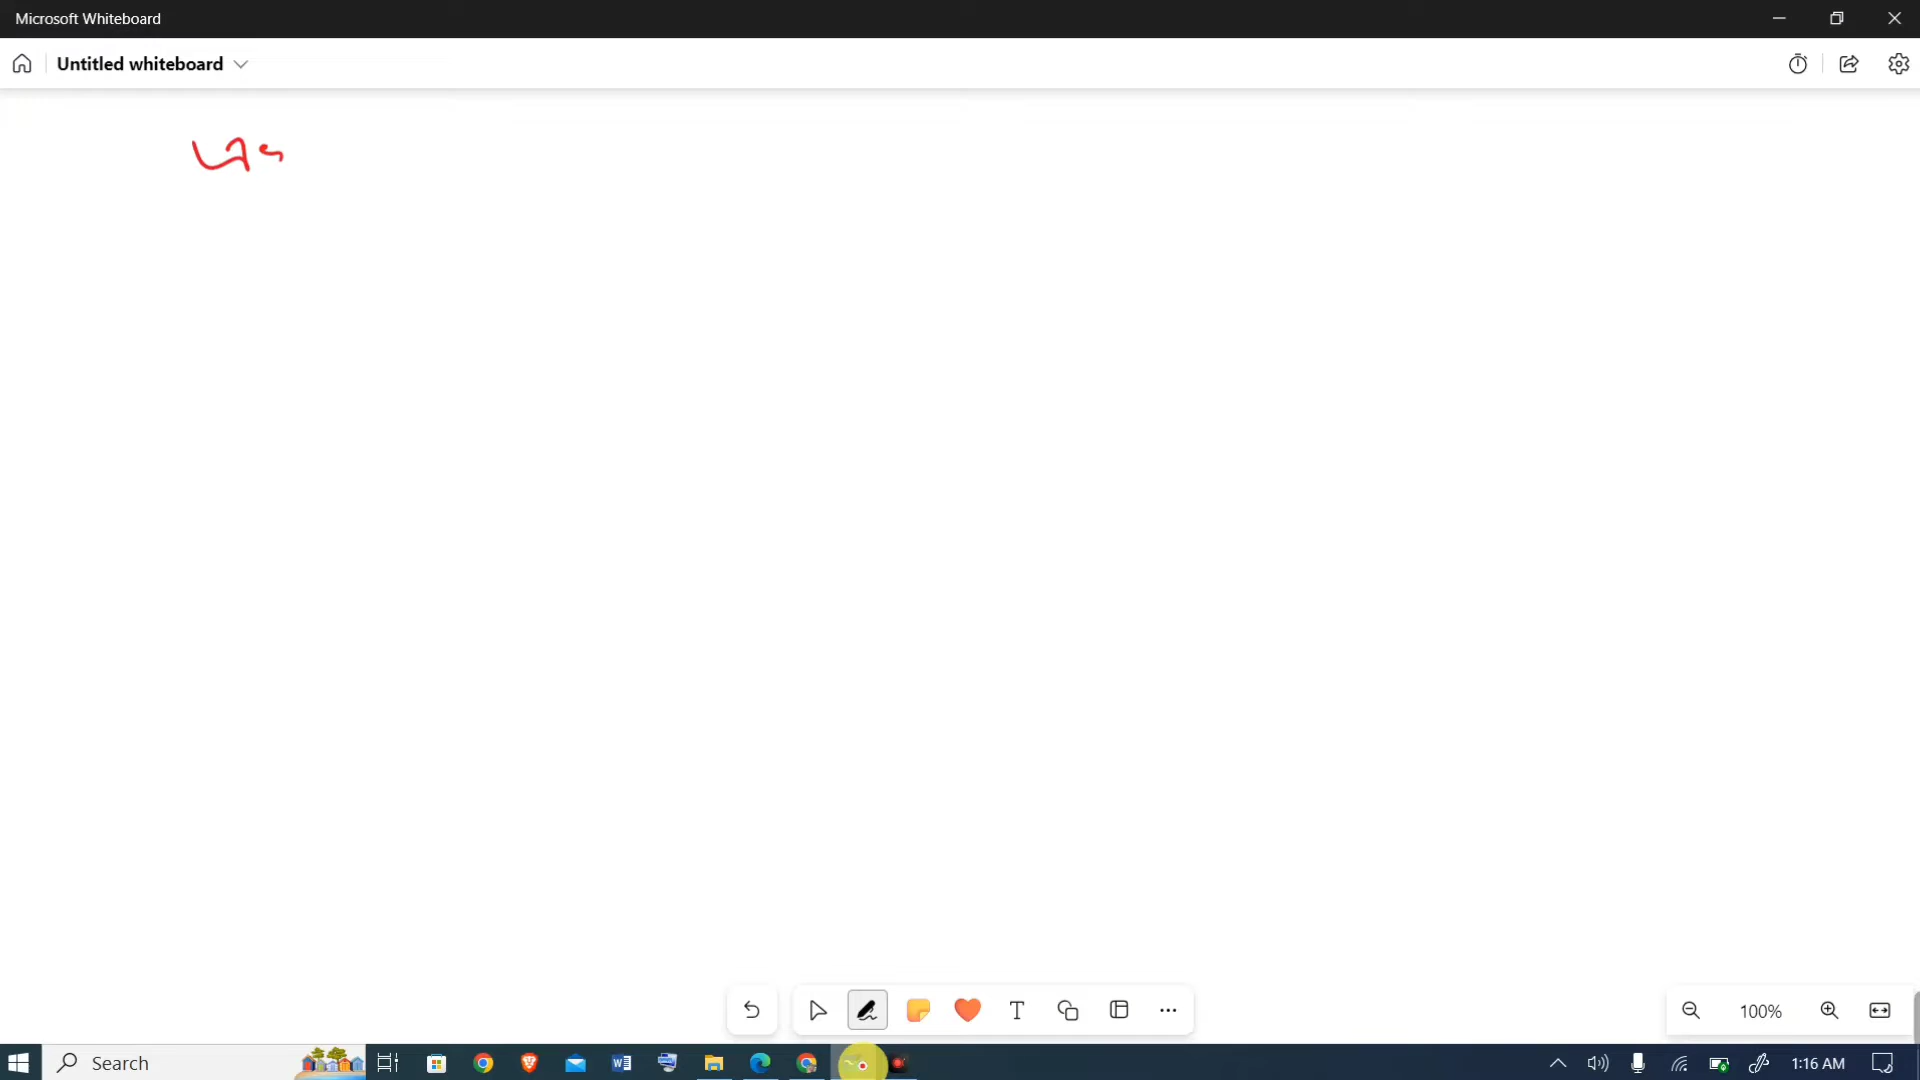 Microsoft Whiteboard
Untitled whiteboard
100%
Search
1:16 AM